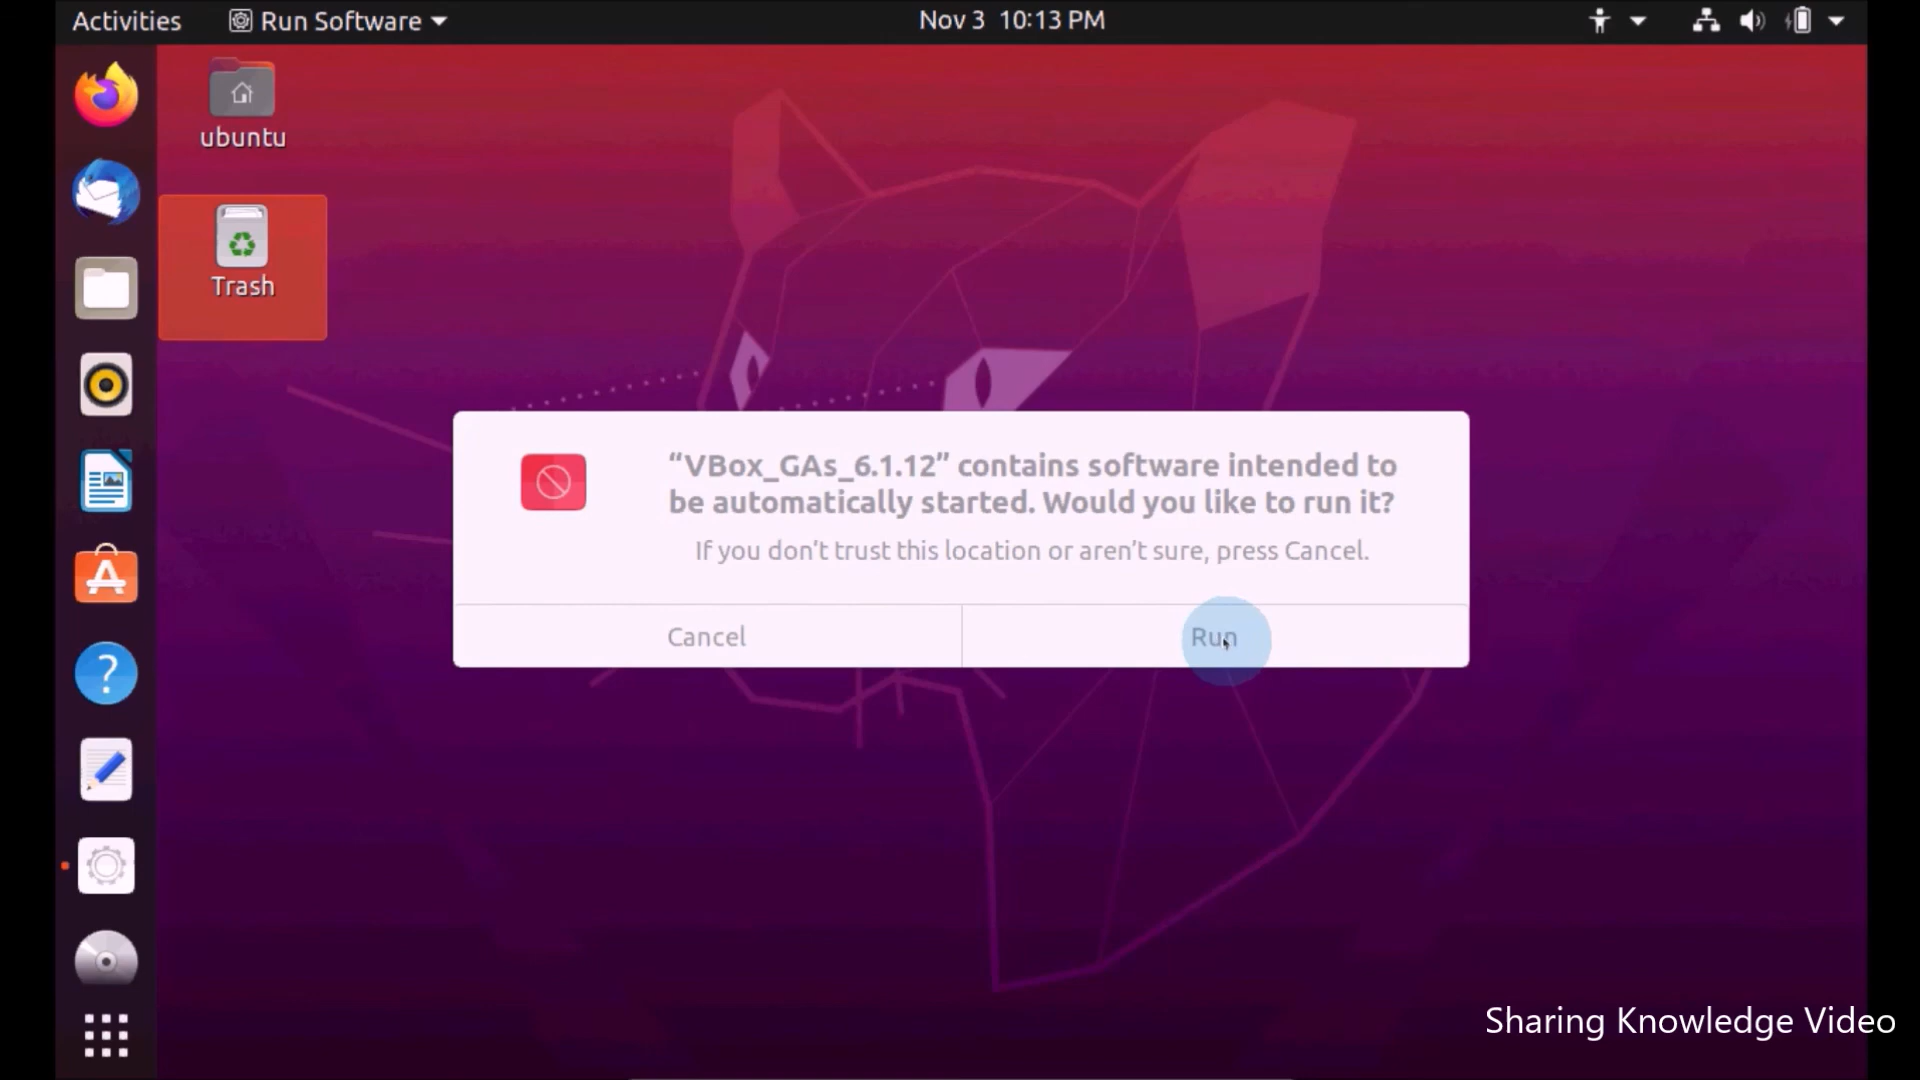 Activities Run Software Nov 3 10:13 PM
ubuntu
Trash
“VBox_GAs_6.1.12” contains software intended to
be automatically started. Would you like to run it?
If you don’t trust this location or aren’t sure, press Cancel.
Cancel Run
Sharing Knowledge Video